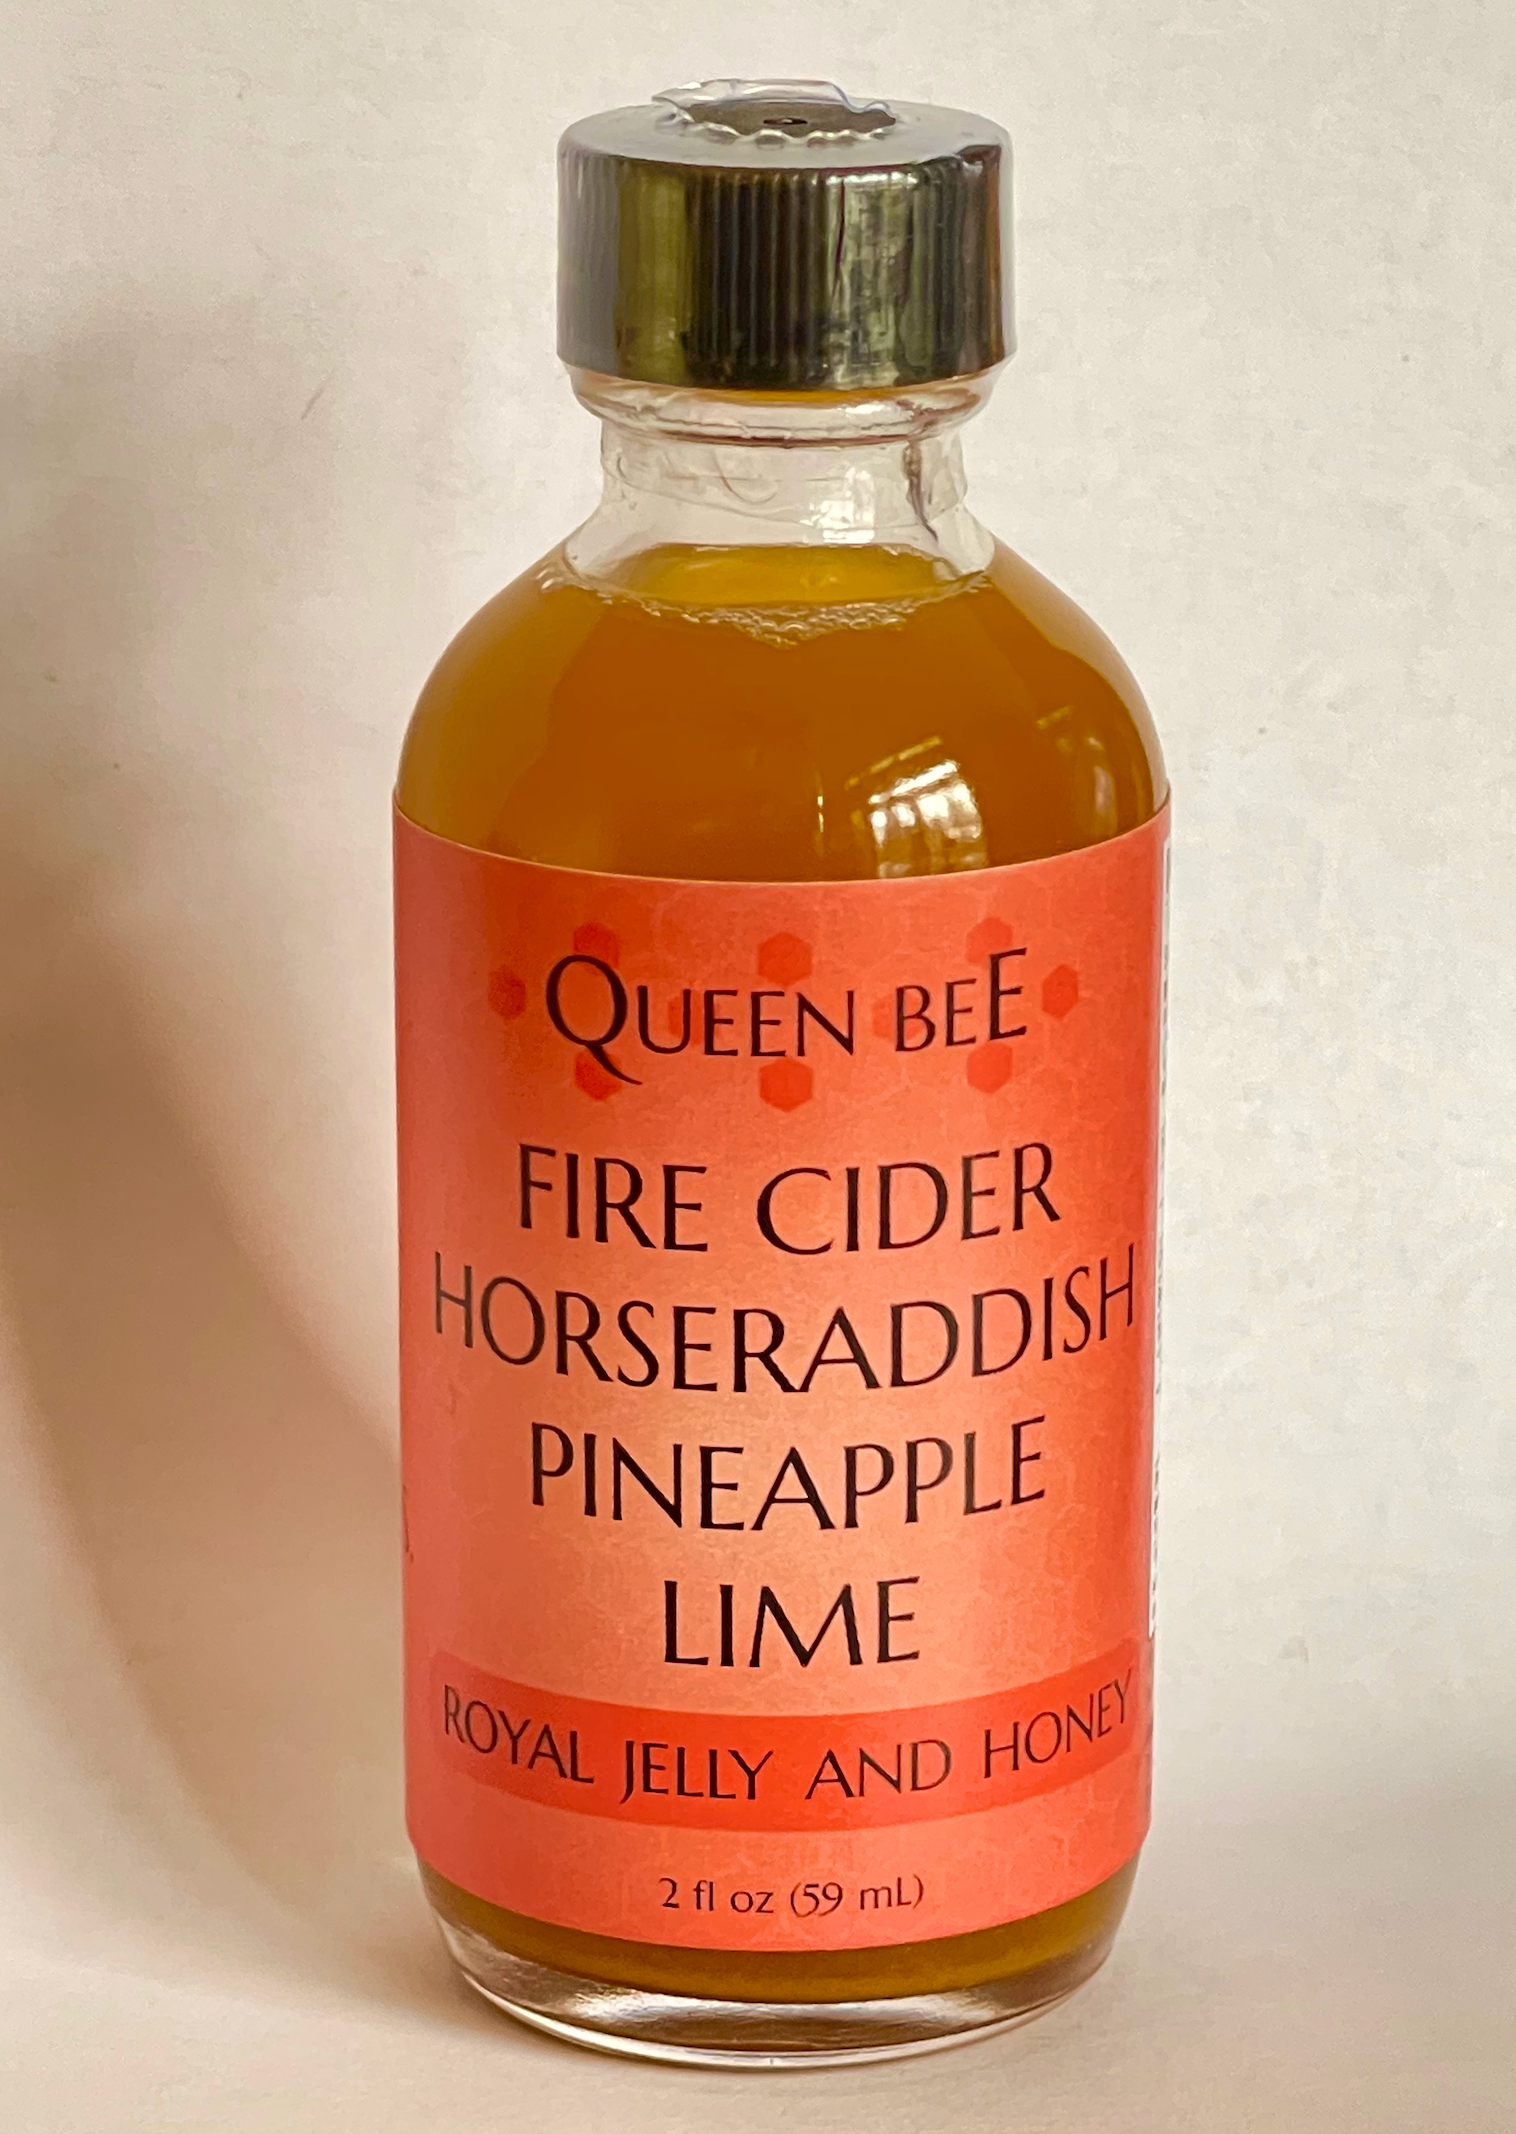 QUEEN BEE
FIRE CIDER
HORSERADDISH
PINEAPPLE
LIME
ROYAL JELLY AND HONEY
2 fl oz (59 mL)